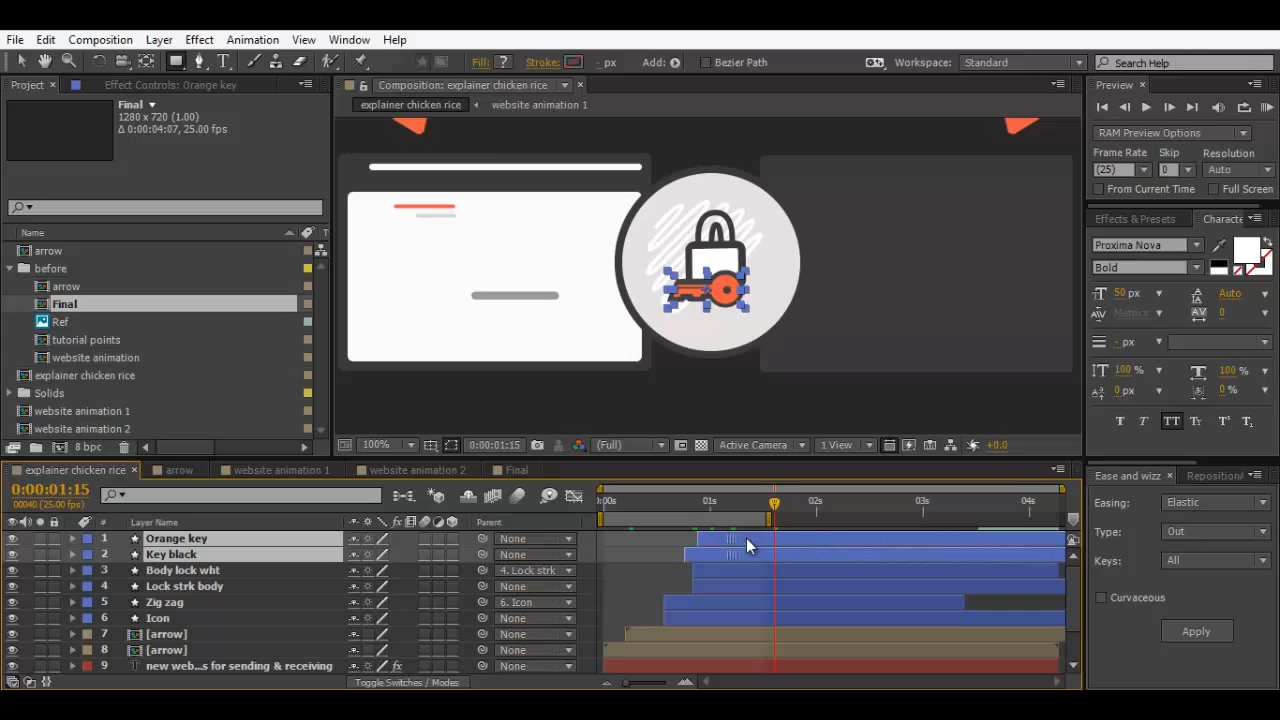 File Edit Composition Layer Effect Animation View Window Help
Fill: ? Stroke: - px Add: Bezier Path Workspace: Standard Search Help
Project Effect Controls: Orange key Composition: explainer chicken rice Preview
Final explainer chicken rice website animation 1
1280 x 720 (1.00)
Δ 0:00:04:07, 25.00 fps
RAM Preview Options
Frame Rate Skip Resolution
(25) 0 Auto
From Current Time Full Screen
Effects & Presets Characte
Name T
arrow
before
arrow
Final
Ref
tutorial points
website animation
explainer chicken rice
Solids
website animation 1
website animation 2
8 bpc
Proxima Nova
Bold
50 px Auto
Metrics 0
- px
100 % 100 %
0 px 0 %
T T TT Tt T¹ T₁
100% 0:00:01:15 (Full) Active Camera 1 View +0.0
explainer chicken rice arrow website animation 1 website animation 2 Final
0:00:01:15
00040 (25.00 fps)
:00s 01s 02s 03s 04s
# Layer Name fx Parent
1 Orange key None
2 Key black None
3 Body lock wht 4. Lock strk
4 Lock strk body None
5 Zig zag 6. Icon
6 Icon None
7 [arrow] None
8 [arrow] None
9 T new web...s for sending & receiving fx None
Toggle Switches / Modes
Ease and wizz Repositiori
Easing: Elastic
Type: Out
Keys: All
Curvaceous
Apply